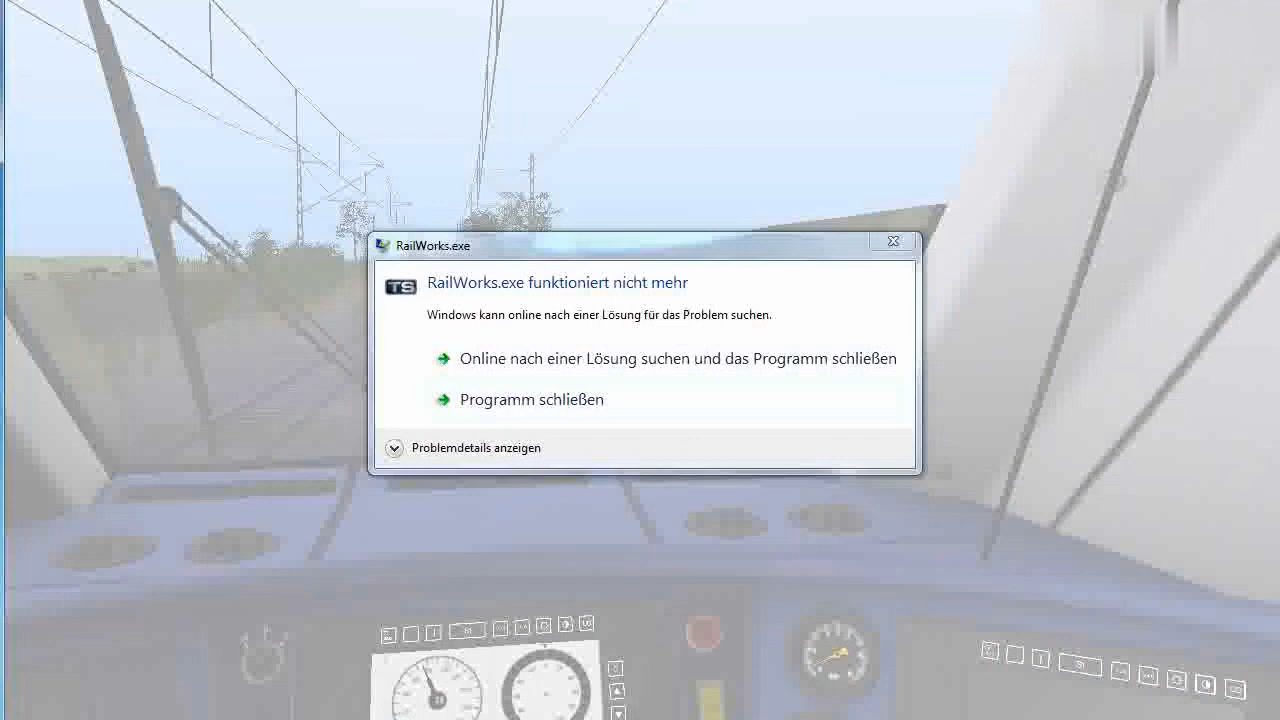 RailWorks.exe
TS
RailWorks.exe funktioniert nicht mehr
Windows kann online nach einer Lösung für das Problem suchen.
Online nach einer Lösung suchen und das Programm schließen
Programm schließen
Problemdetails anzeigen